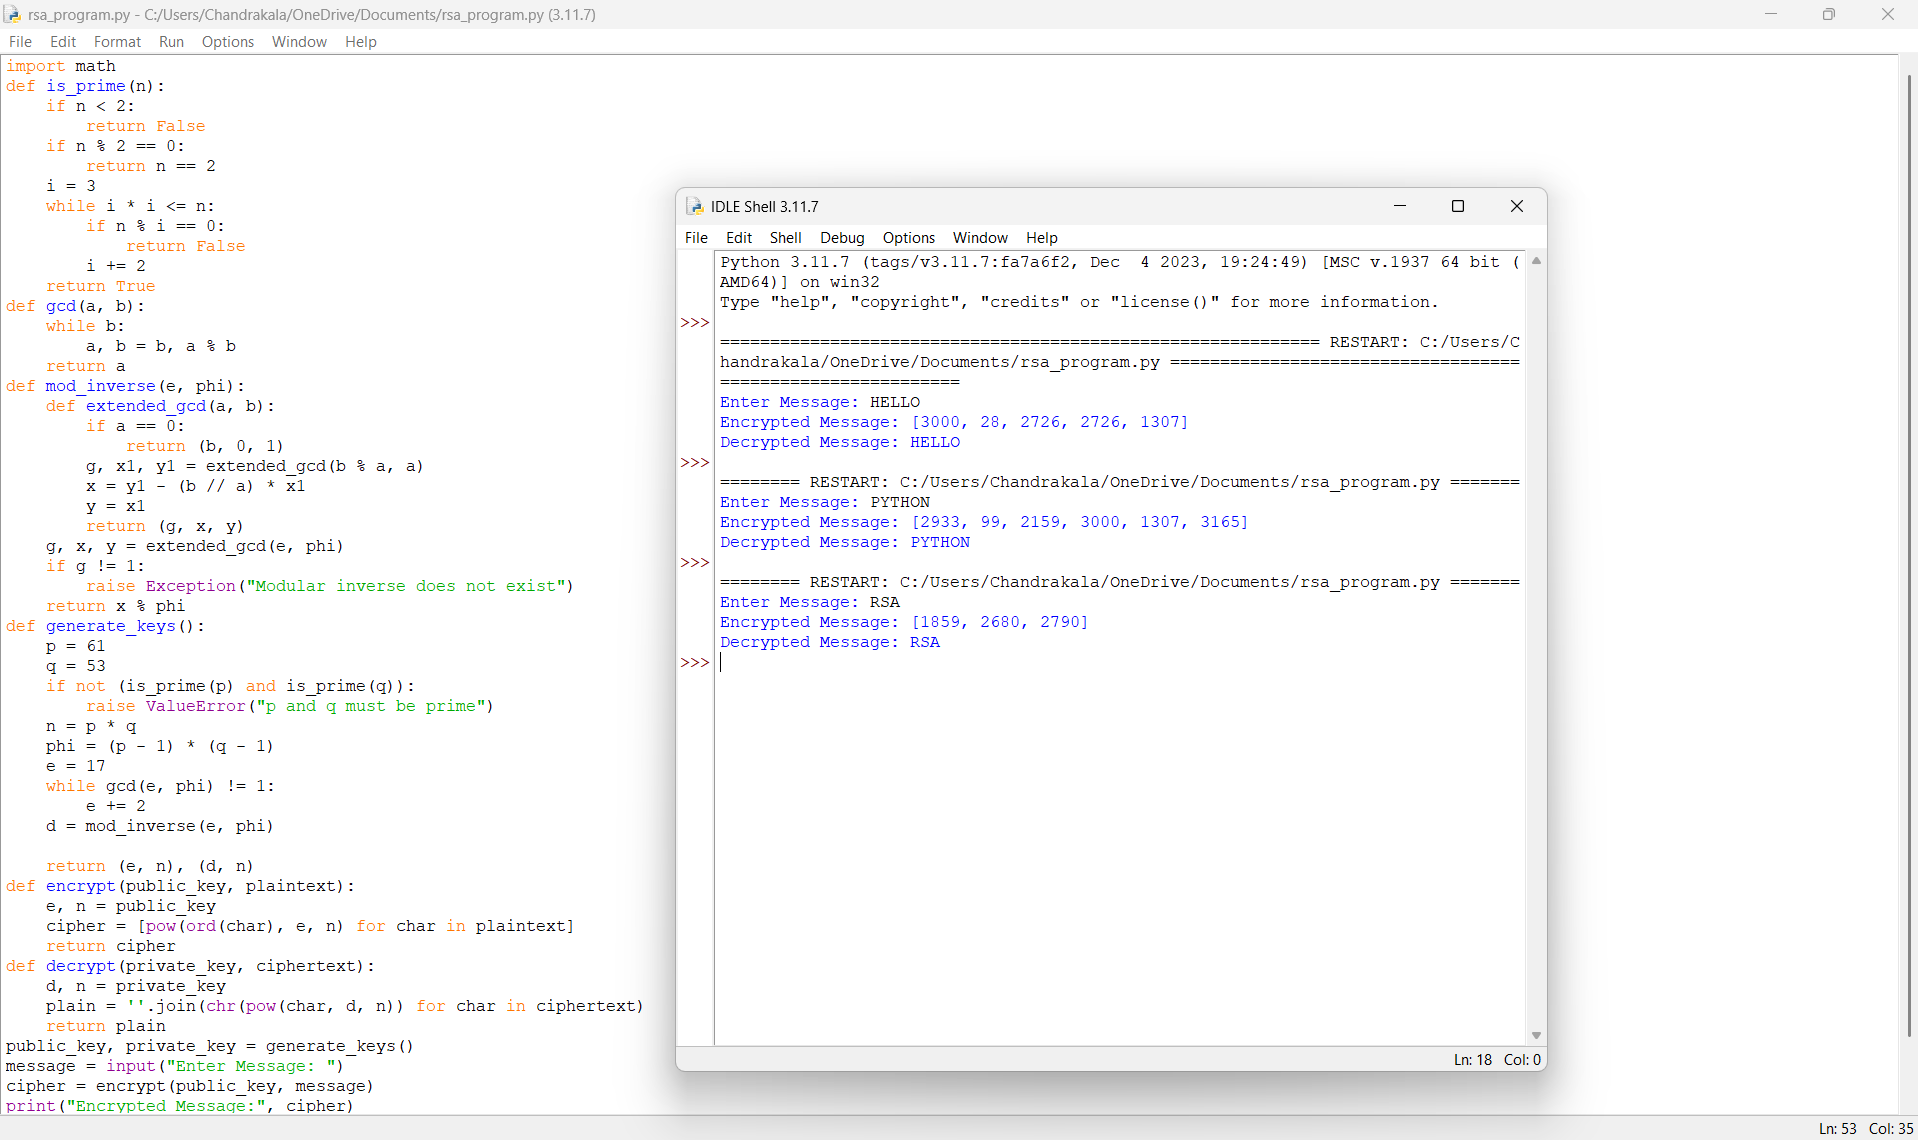 rsa_program.py - C:/Users/Chandrakala/OneDrive/Documents/rsa_program.py (3.11.7)
File Edit Format Run Options Window Help
import math
def is_prime(n):
    if n < 2:
        return False
    if n % 2 == 0:
        return n == 2
    i = 3
    while i * i <= n:
        if n % i == 0:
            return False
        i += 2
    return True
def gcd(a, b):
    while b:
        a, b = b, a % b
    return a
def mod_inverse(e, phi):
    def extended_gcd(a, b):
        if a == 0:
            return (b, 0, 1)
        g, x1, y1 = extended_gcd(b % a, a)
        x = y1 - (b // a) * x1
        y = x1
        return (g, x, y)
    g, x, y = extended_gcd(e, phi)
    if g != 1:
        raise Exception("Modular inverse does not exist")
    return x % phi
def generate_keys():
    p = 61
    q = 53
    if not (is_prime(p) and is_prime(q)):
        raise ValueError("p and q must be prime")
    n = p * q
    phi = (p - 1) * (q - 1)
    e = 17
    while gcd(e, phi) != 1:
        e += 2
    d = mod_inverse(e, phi)
    return (e, n), (d, n)
def encrypt(public_key, plaintext):
    e, n = public_key
    cipher = [pow(ord(char), e, n) for char in plaintext]
    return cipher
def decrypt(private_key, ciphertext):
    d, n = private_key
    plain = ''.join(chr(pow(char, d, n)) for char in ciphertext)
    return plain
public_key, private_key = generate_keys()
message = input("Enter Message: ")
cipher = encrypt(public_key, message)
print("Encrypted Message:", cipher)
IDLE Shell 3.11.7
File Edit Shell Debug Options Window Help
Python 3.11.7 (tags/v3.11.7:fa7a6f2, Dec  4 2023, 19:24:49) [MSC v.1937 64 bit (
AMD64)] on win32
Type "help", "copyright", "credits" or "license()" for more information.
>>>
============================================================ RESTART: C:/Users/C
handrakala/OneDrive/Documents/rsa_program.py ===================================
========================
Enter Message: HELLO
Encrypted Message: [3000, 28, 2726, 2726, 1307]
Decrypted Message: HELLO
>>>
======== RESTART: C:/Users/Chandrakala/OneDrive/Documents/rsa_program.py =======
Enter Message: PYTHON
Encrypted Message: [2933, 99, 2159, 3000, 1307, 3165]
Decrypted Message: PYTHON
>>>
======== RESTART: C:/Users/Chandrakala/OneDrive/Documents/rsa_program.py =======
Enter Message: RSA
Encrypted Message: [1859, 2680, 2790]
Decrypted Message: RSA
>>>
Ln: 18 Col: 0
Ln: 53 Col: 35